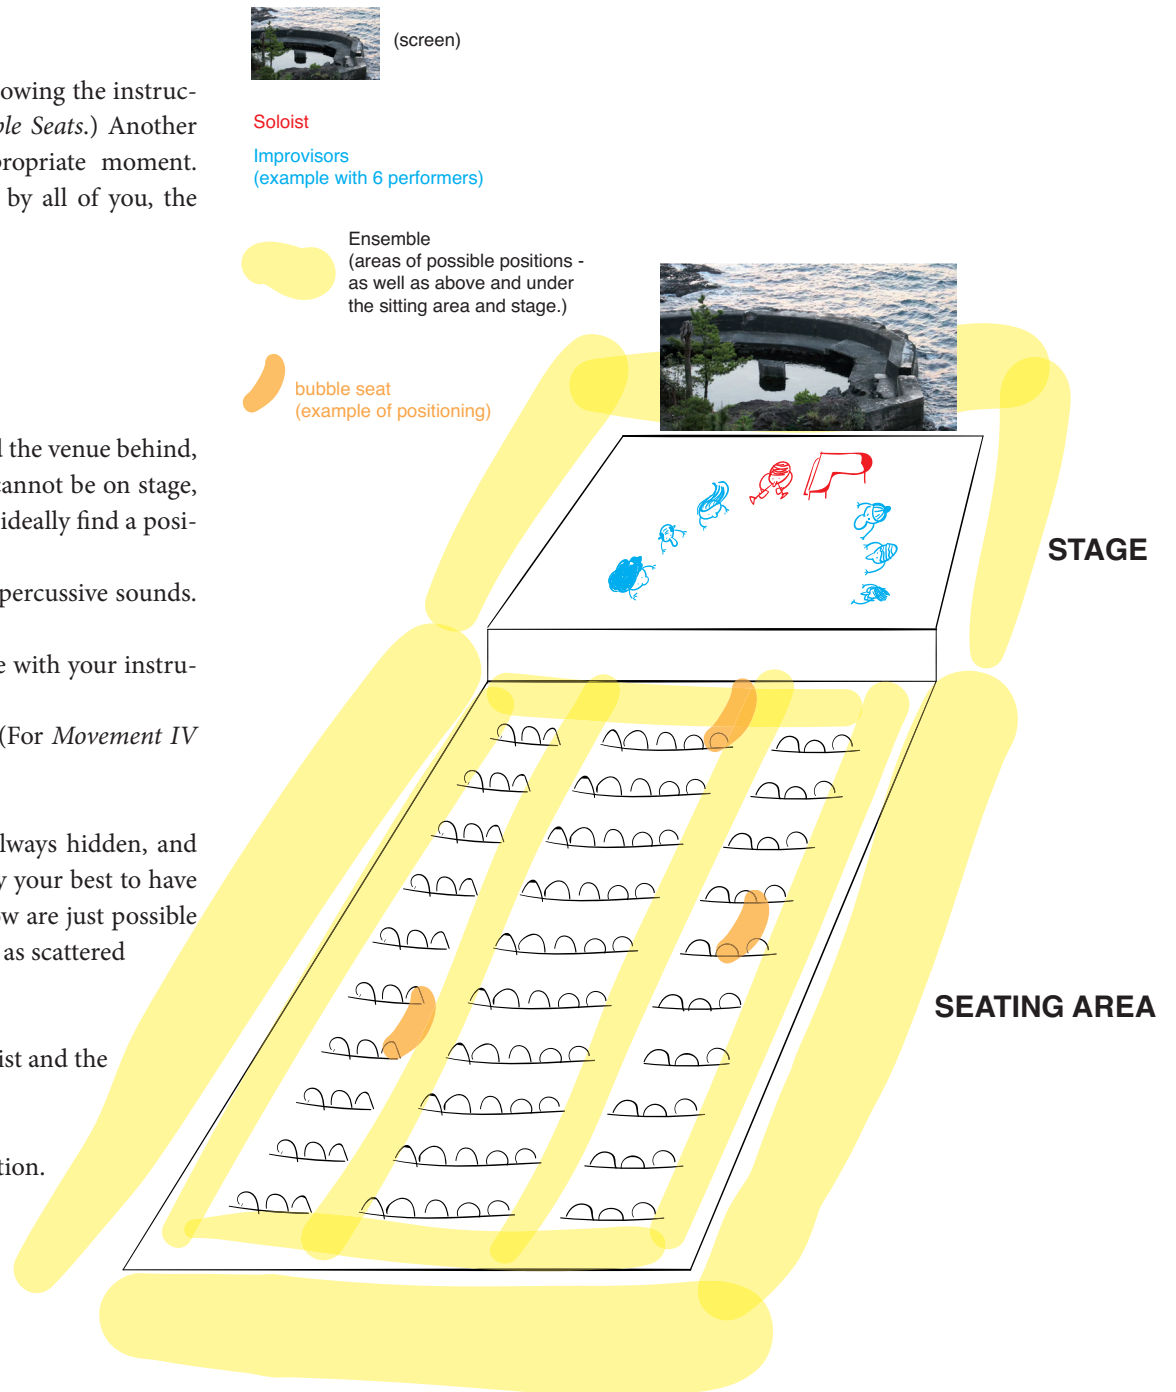 (screen)
owing the instruc-
ple Seats.) Another
propriate moment.
by all of you, the
Soloist
Improvisors
(example with 6 performers)
Ensemble
(areas of possible positions -
as well as above and under
the sitting area and stage.)
bubble seat
(example of positioning)
the venue behind,
cannot be on stage,
ideally find a posi-
percussive sounds.
e with your instru-
(For Movement IV
lways hidden, and
y your best to have
ow are just possible
as scattered
ist and the
tion.
STAGE
SEATING AREA